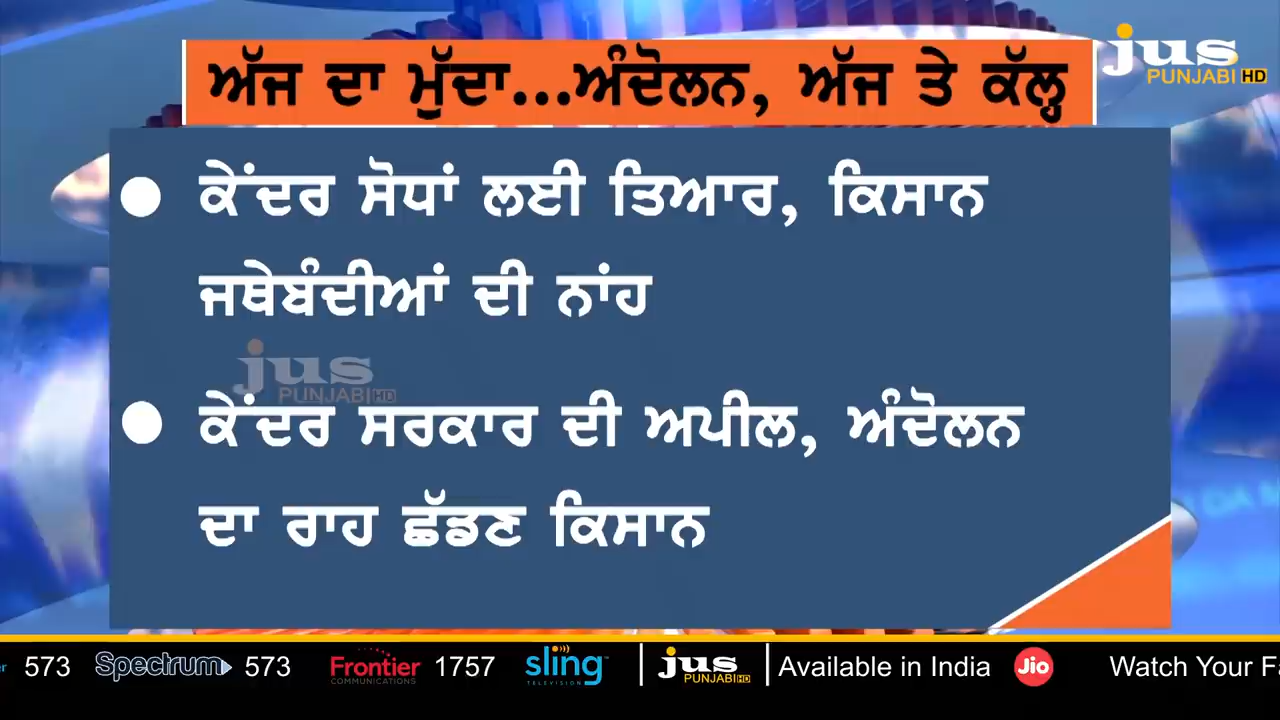 ਅੱਜ ਦਾ ਮੁੱਦਾ...ਅੰਦੋਲਨ, ਅੱਜ ਤੇ ਕੱਲ੍ਹ
jus
PUNJABI HD
ਕੇਂਦਰ ਸੋਧਾਂ ਲਈ ਤਿਆਰ, ਕਿਸਾਨ
ਜਥੇਬੰਦੀਆਂ ਦੀ ਨਾਂਹ
jus
PUNJABI HD
ਕੇਂਦਰ ਸਰਕਾਰ ਦੀ ਅਪੀਲ, ਅੰਦੋਲਨ
ਦਾ ਰਾਹ ਛੱਡਣ ਕਿਸਾਨ
573 Spectrum 573 Frontier COMMUNICATIONS 1757 sling TELEVISION jus PUNJABI HD Available in India Jio Watch Your